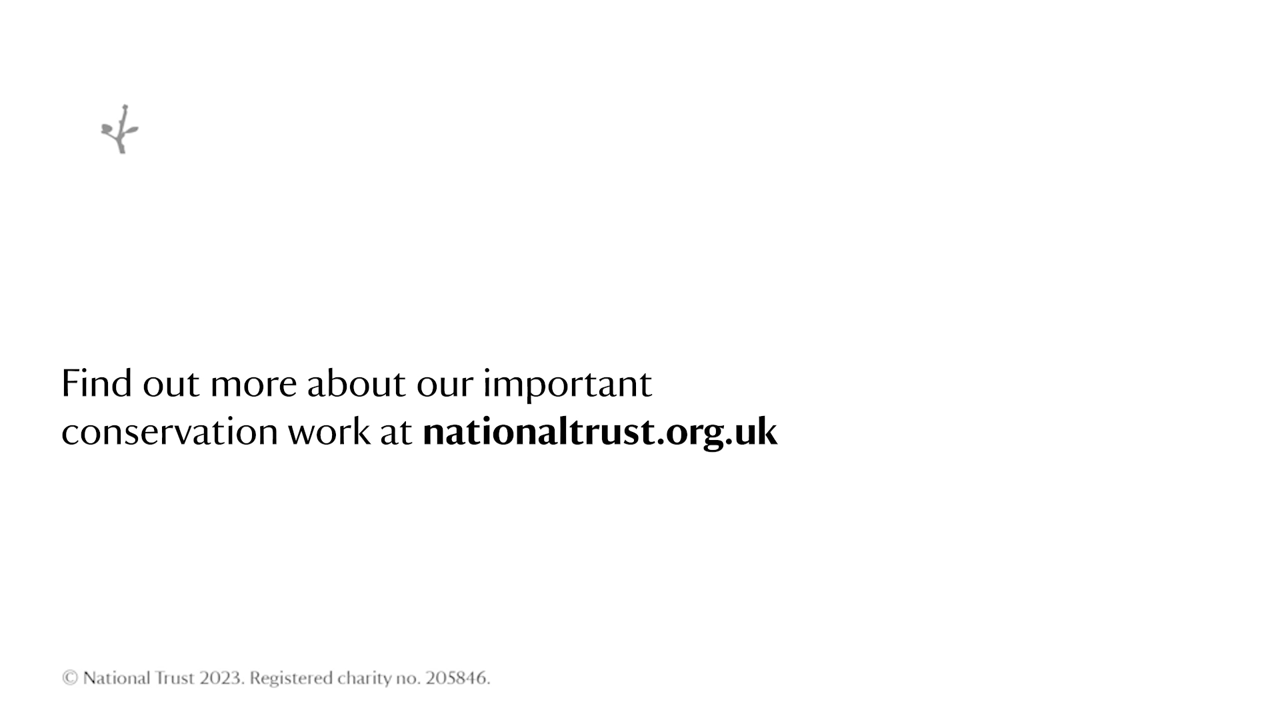 Find out more about our important
conservation work at nationaltrust.org.uk
© National Trust 2023. Registered charity no. 205846.